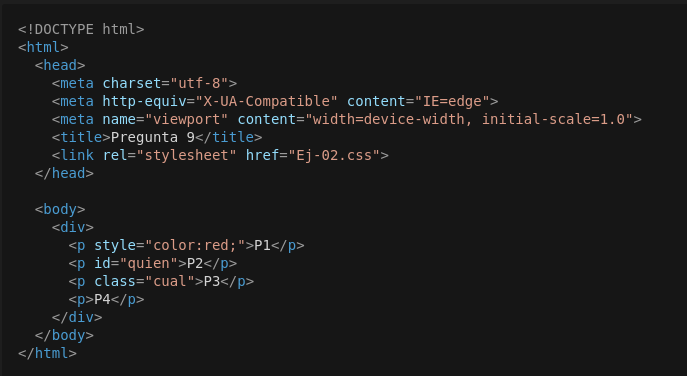 <!DOCTYPE html>
<html>
  <head>
    <meta charset="utf-8">
    <meta http-equiv="X-UA-Compatible" content="IE=edge">
    <meta name="viewport" content="width=device-width, initial-scale=1.0">
    <title>Pregunta 9</title>
    <link rel="stylesheet" href="Ej-02.css">
  </head>

  <body>
    <div>
      <p style="color:red;">P1</p>
      <p id="quien">P2</p>
      <p class="cual">P3</p>
      <p>P4</p>
    </div>
  </body>
</html>